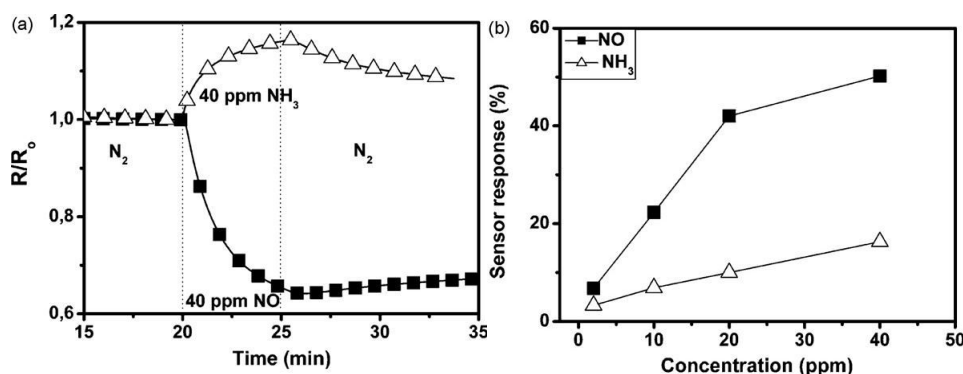 (a)
1,2
1,0
0,8
0,6
R/Rₒ
40 ppm NH₃
N₂
N₂
40 ppm NO
15 20 25 30 35
Time (min)
(b)
60
40
20
0
Sensor response (%)
NO
NH₃
0 10 20 30 40 50
Concentration (ppm)